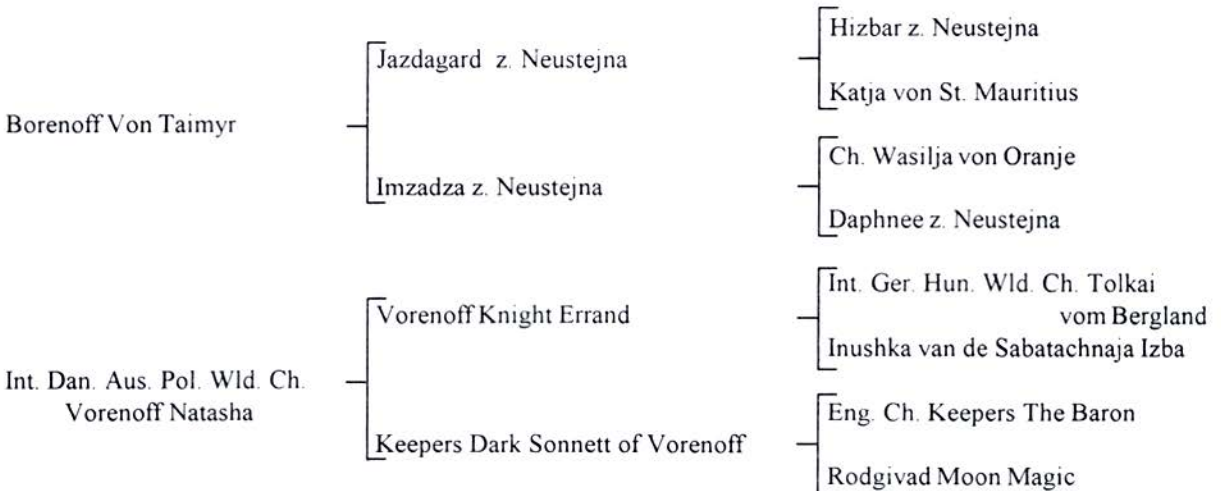 Hizbar z. Neustejna
Jazdagard z. Neustejna
Katja von St. Mauritius
Borenoff Von Taimyr
Ch. Wasilja von Oranje
Imzadza z. Neustejna
Daphnee z. Neustejna
Int. Ger. Hun. Wld. Ch. Tolkai
vom Bergland
Vorenoff Knight Errand
Inushka van de Sabatachnaja Izba
Int. Dan. Aus. Pol. Wld. Ch.
Vorenoff Natasha
Eng. Ch. Keepers The Baron
Keepers Dark Sonnett of Vorenoff
Rodgivad Moon Magic